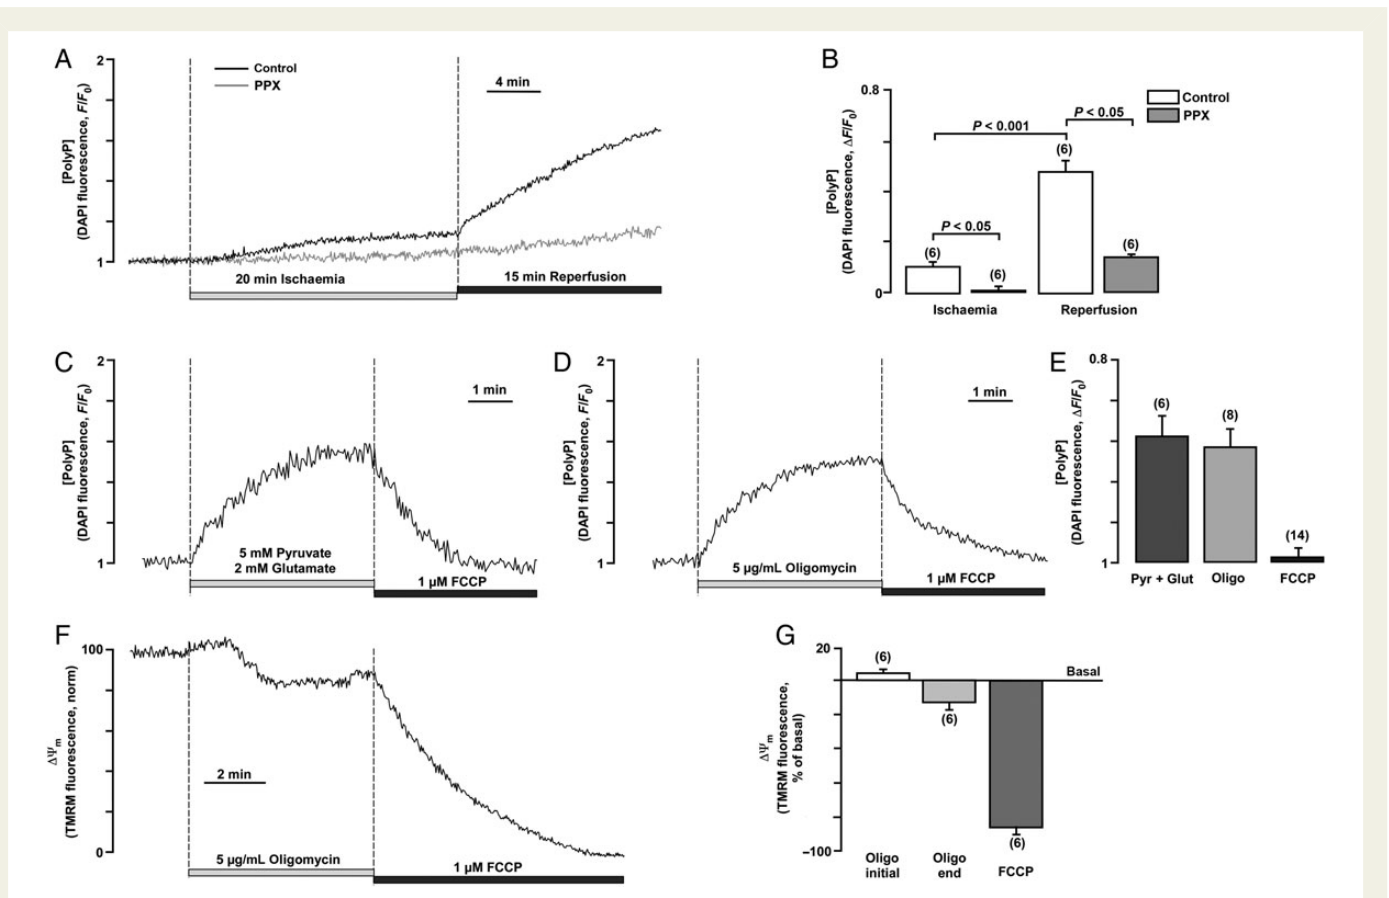 A
2
1
[PolyP]
(DAPI fluorescence, F/F0)
Control
PPX
4 min
20 min Ischaemia
15 min Reperfusion
B
0.8
0
[PolyP]
(DAPI fluorescence, ΔF/F0)
Control
PPX
P < 0.001
P < 0.05
(6)
P < 0.05
(6)
(6)
(6)
Ischaemia
Reperfusion
C
2
1
[PolyP]
(DAPI fluorescence, F/F0)
1 min
5 mM Pyruvate
2 mM Glutamate
1 µM FCCP
D
2
1
[PolyP]
(DAPI fluorescence, F/F0)
1 min
5 µg/mL Oligomycin
1 µM FCCP
E
0.8
1
[PolyP]
(DAPI fluorescence, ΔF/F0)
(6)
(8)
(14)
Pyr + Glut
Oligo
FCCP
F
100
0
ΔΨm
(TMRM fluorescence, norm)
2 min
5 µg/mL Oligomycin
1 µM FCCP
G
20
–100
ΔΨm
(TMRM fluorescence,
% of basal)
(6)
Basal
(6)
(6)
Oligo
initial
Oligo
end
FCCP